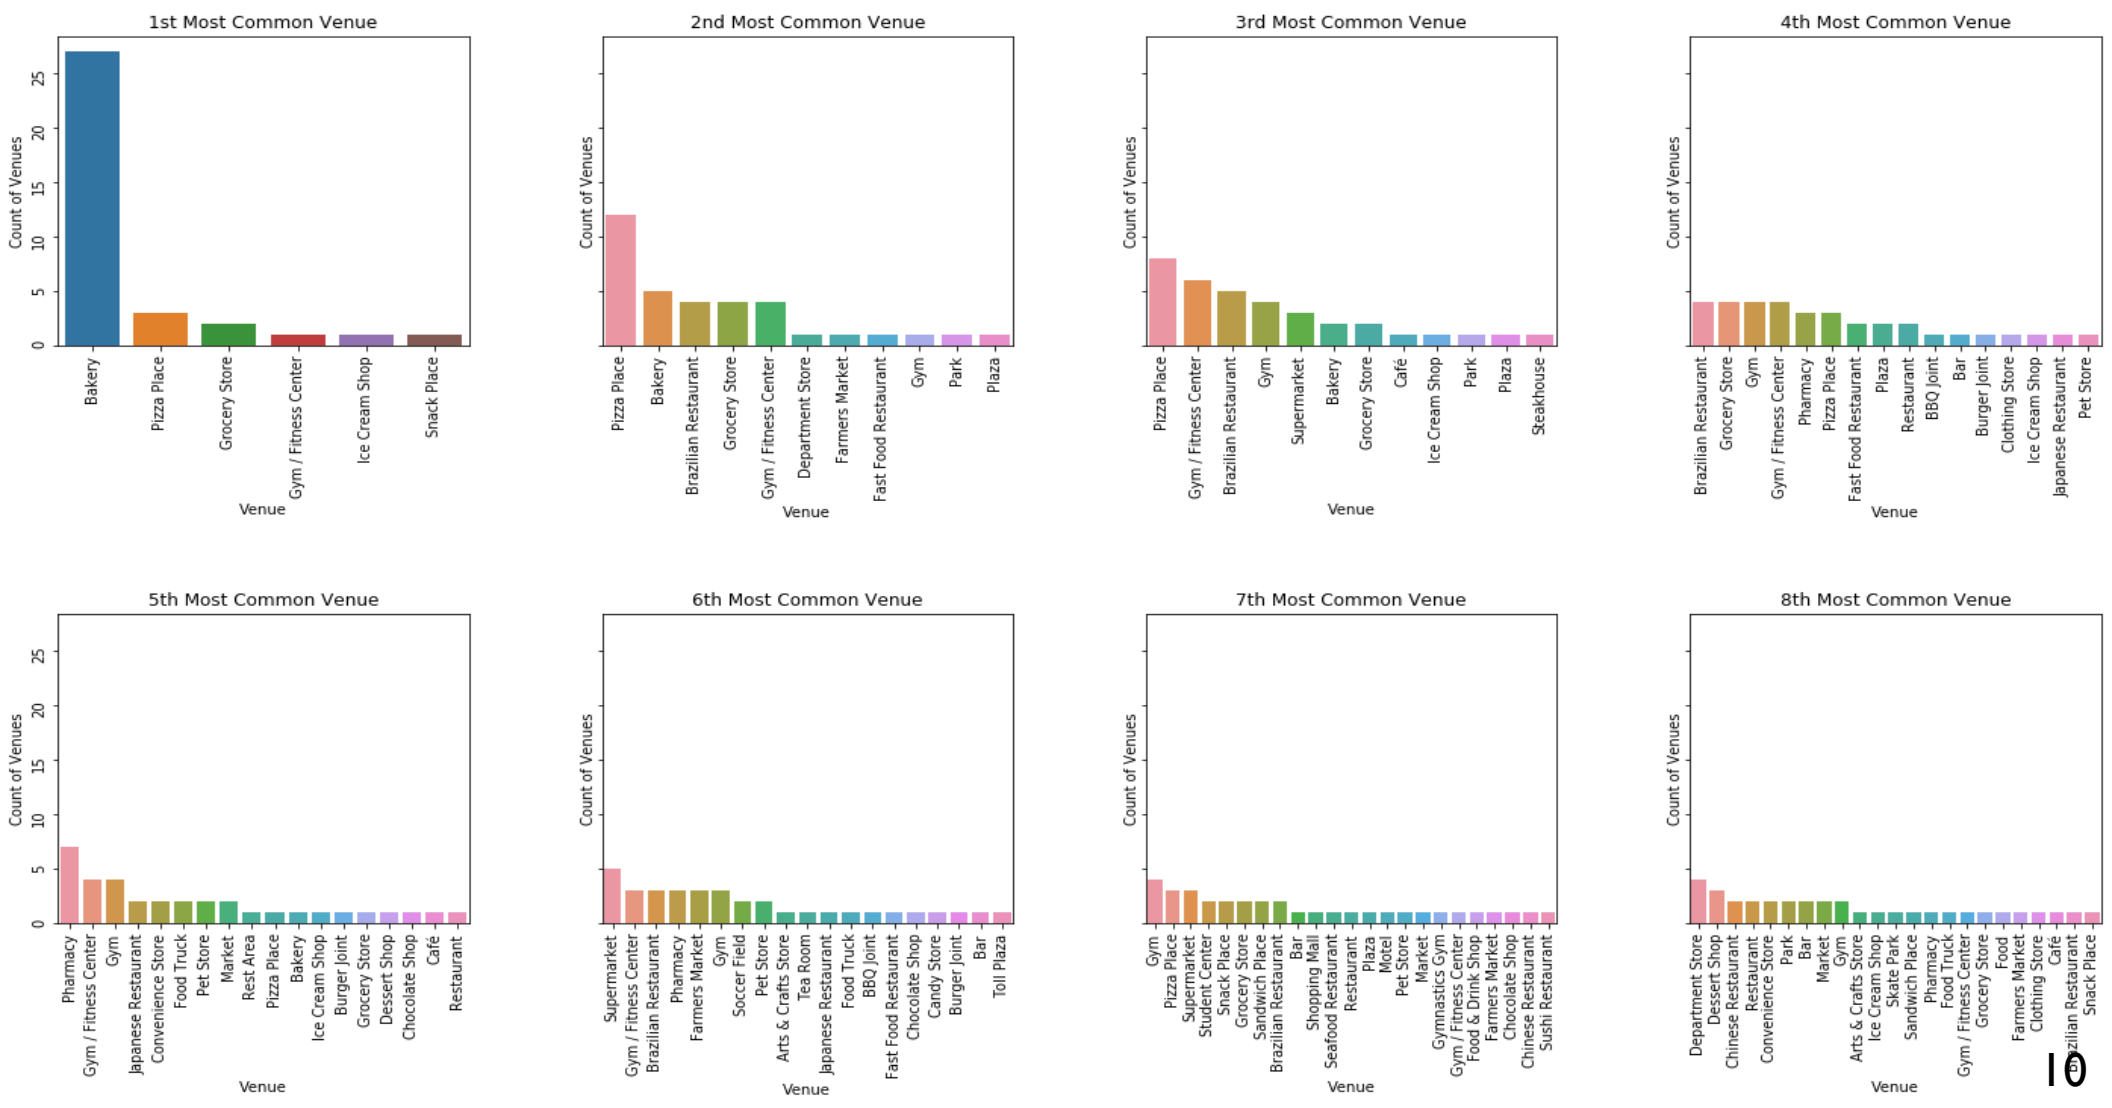 1st Most Common Venue
Count of Venues
25
20
15
10
5
0
Bakery
Pizza Place
Grocery Store
Gym / Fitness Center
Ice Cream Shop
Snack Place
Venue
2nd Most Common Venue
Count of Venues
Pizza Place
Bakery
Brazilian Restaurant
Grocery Store
Gym / Fitness Center
Department Store
Farmers Market
Fast Food Restaurant
Gym
Park
Plaza
Venue
3rd Most Common Venue
Count of Venues
Pizza Place
Gym / Fitness Center
Brazilian Restaurant
Gym
Supermarket
Bakery
Grocery Store
Café
Ice Cream Shop
Park
Plaza
Steakhouse
Venue
4th Most Common Venue
Count of Venues
Brazilian Restaurant
Grocery Store
Gym
Gym / Fitness Center
Pharmacy
Pizza Place
Fast Food Restaurant
Plaza
Restaurant
BBQ Joint
Bar
Burger Joint
Clothing Store
Ice Cream Shop
Japanese Restaurant
Pet Store
Venue
5th Most Common Venue
Count of Venues
25
20
15
10
5
0
Pharmacy
Gym / Fitness Center
Gym
Japanese Restaurant
Convenience Store
Food Truck
Pet Store
Market
Rest Area
Pizza Place
Bakery
Ice Cream Shop
Burger Joint
Grocery Store
Dessert Shop
Chocolate Shop
Café
Restaurant
Venue
6th Most Common Venue
Count of Venues
Supermarket
Gym / Fitness Center
Brazilian Restaurant
Pharmacy
Farmers Market
Gym
Soccer Field
Pet Store
Arts & Crafts Store
Tea Room
Japanese Restaurant
Food Truck
BBQ Joint
Fast Food Restaurant
Chocolate Shop
Candy Store
Burger Joint
Bar
Toll Plaza
Venue
7th Most Common Venue
Count of Venues
Gym
Pizza Place
Supermarket
Student Center
Snack Place
Grocery Store
Sandwich Place
Brazilian Restaurant
Bar
Shopping Mall
Seafood Restaurant
Restaurant
Plaza
Motel
Pet Store
Market
Gymnastics Gym
Gym / Fitness Center
Food & Drink Shop
Farmers Market
Chocolate Shop
Chinese Restaurant
Sushi Restaurant
Venue
8th Most Common Venue
Count of Venues
Department Store
Dessert Shop
Chinese Restaurant
Restaurant
Convenience Store
Park
Bar
Market
Gym
Arts & Crafts Store
Ice Cream Shop
Skate Park
Sandwich Place
Pharmacy
Food Truck
Gym / Fitness Center
Grocery Store
Food
Farmers Market
Clothing Store
Café
Brazilian Restaurant
Snack Place
Venue
10